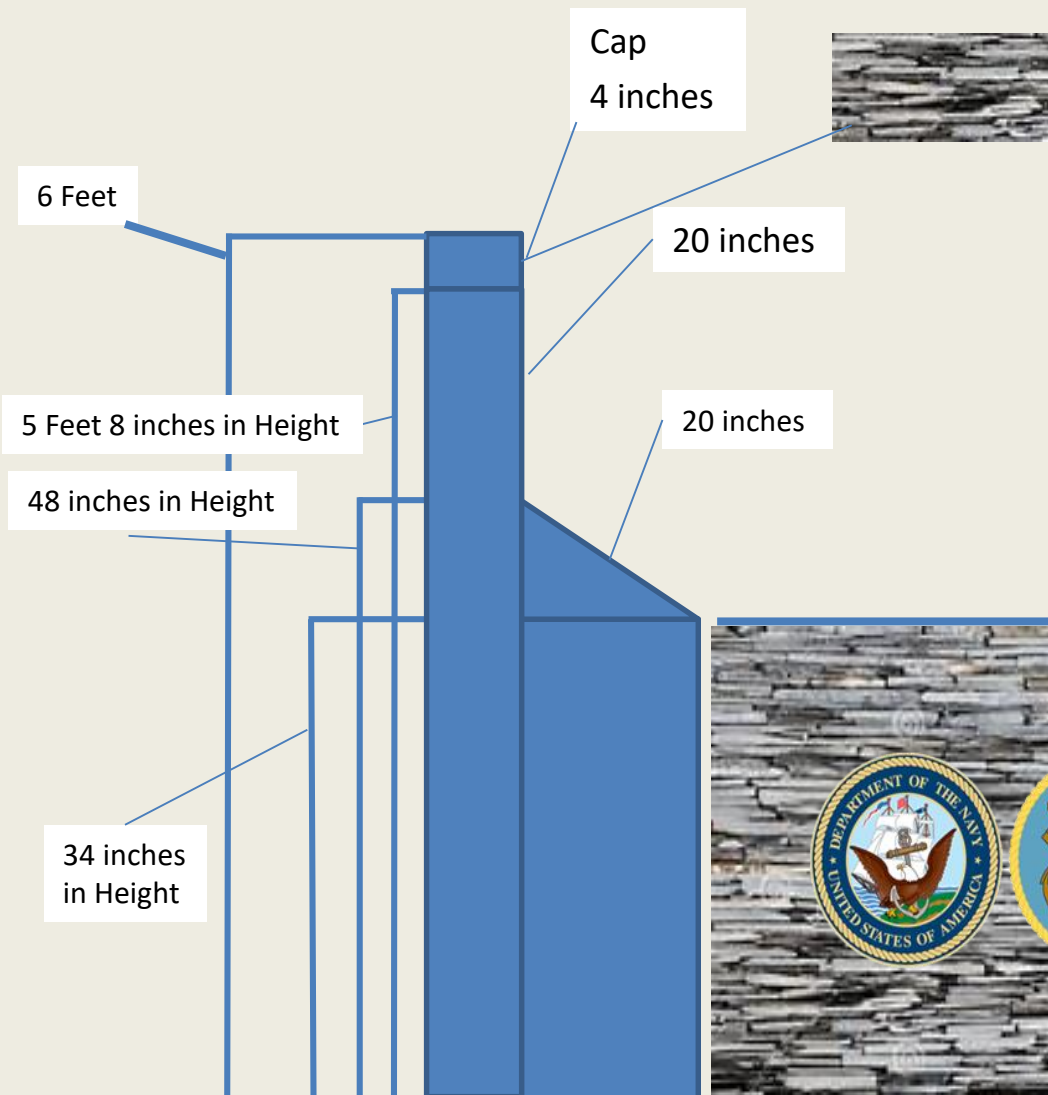 Cap
4 inches
6 Feet
20 inches
5 Feet 8 inches in Height
20 inches
48 inches in Height
34 inches
in Height
DEPARTMENT OF THE NAVY
UNITED STATES OF AMERICA